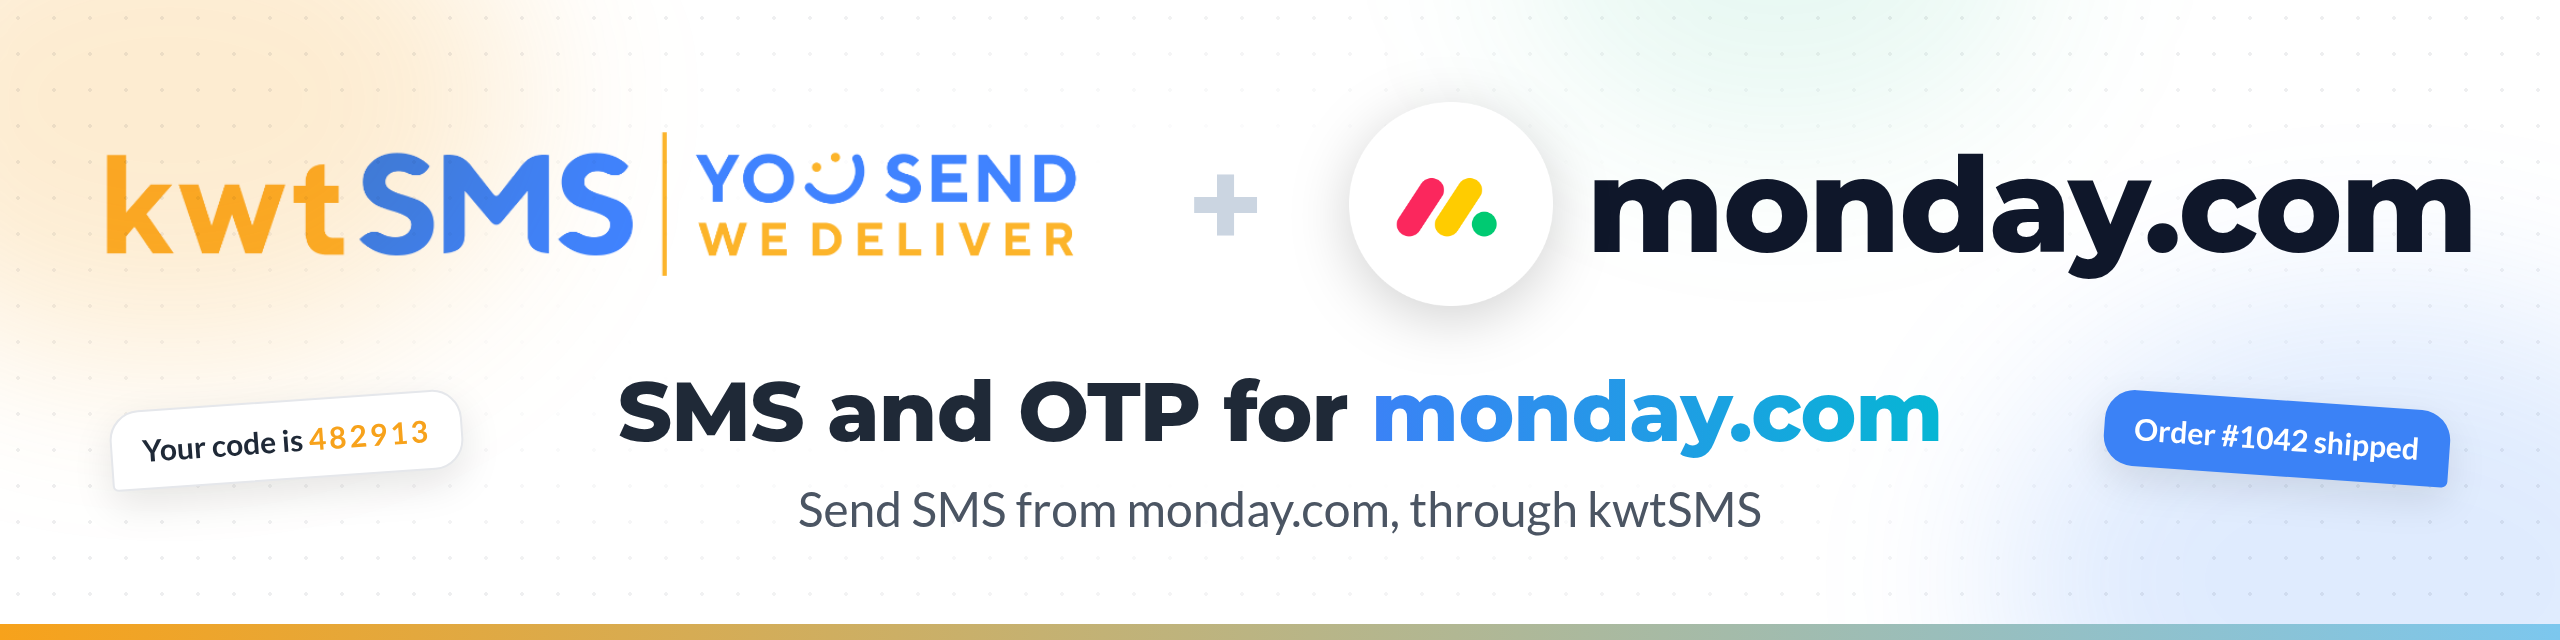 kwtSMS
YOU SEND
WE DELIVER
+
monday.com
SMS and OTP for monday.com
Your code is 482913
Order #1042 shipped
Send SMS from monday.com, through kwtSMS